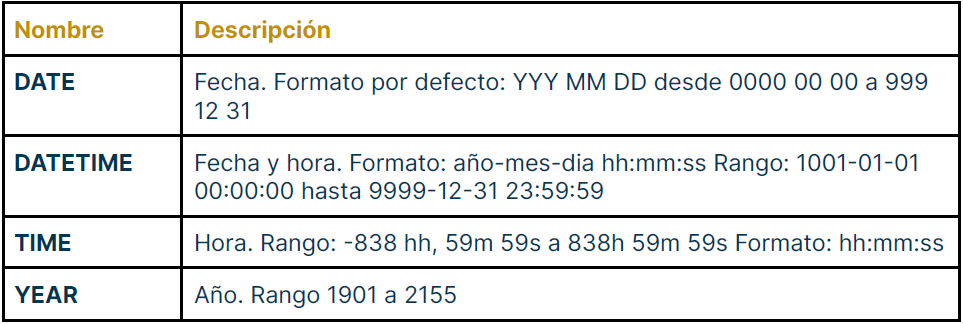 Nombre Descripción
DATE Fecha. Formato por defecto: YYY MM DD desde 0000 00 00 a 999
12 31
DATETIME Fecha y hora. Formato: año-mes-dia hh:mm:ss Rango: 1001-01-01
00:00:00 hasta 9999-12-31 23:59:59
TIME Hora. Rango: -838 hh, 59m 59s a 838h 59m 59s Formato: hh:mm:ss
YEAR Año. Rango 1901 a 2155